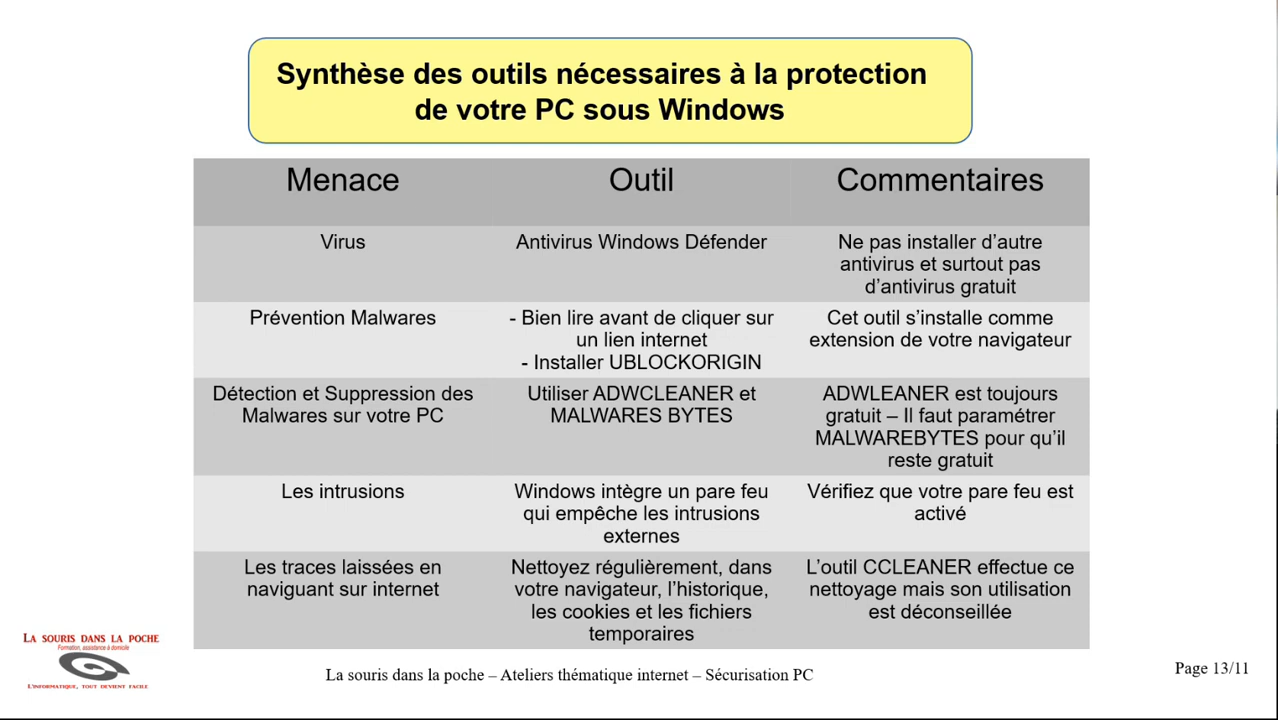 Synthèse des outils nécessaires à la protection
de votre PC sous Windows
Menace
Outil
Commentaires
Virus
Antivirus Windows Défender
Ne pas installer d’autre
antivirus et surtout pas
d’antivirus gratuit
Prévention Malwares
- Bien lire avant de cliquer sur
un lien internet
- Installer UBLOCKORIGIN
Cet outil s’installe comme
extension de votre navigateur
Détection et Suppression des
Malwares sur votre PC
Utiliser ADWCLEANER et
MALWARES BYTES
ADWLEANER est toujours
gratuit – Il faut paramétrer
MALWAREBYTES pour qu’il
reste gratuit
Les intrusions
Windows intègre un pare feu
qui empêche les intrusions
externes
Vérifiez que votre pare feu est
activé
Les traces laissées en
naviguant sur internet
Nettoyez régulièrement, dans
votre navigateur, l’historique,
les cookies et les fichiers
temporaires
L’outil CCLEANER effectue ce
nettoyage mais son utilisation
est déconseillée
LA SOURIS DANS LA POCHE
Formation, assistance à domicile
L'INFORMATIQUE, TOUT DEVIENT FACILE
La souris dans la poche – Ateliers thématique internet – Sécurisation PC
Page 13/11